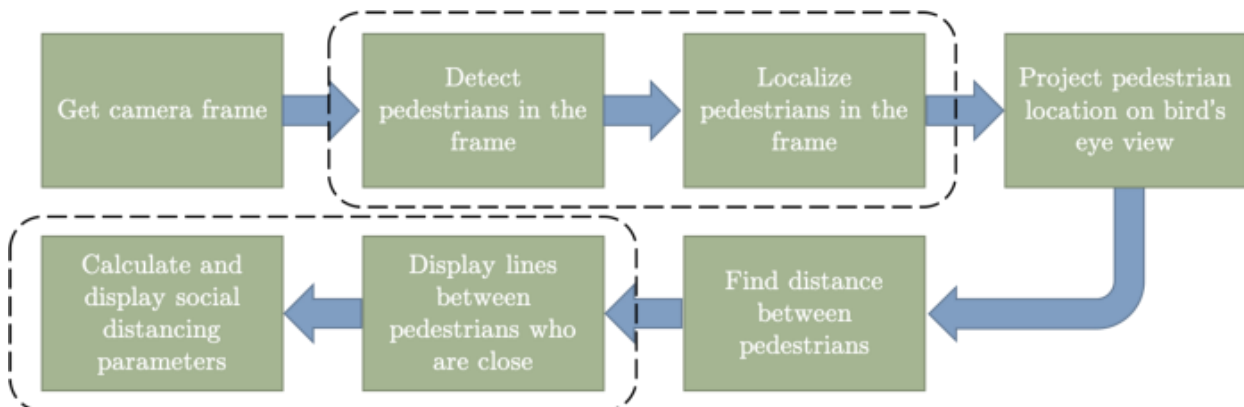 Get camera frame
Detect
pedestrians in the
frame
Localize
pedestrians in the
frame
Project pedestrian
location on bird's
eye view
Find distance
between
pedestrians
Display lines
between
pedestrians who
are close
Calculate and
display social
distancing
parameters